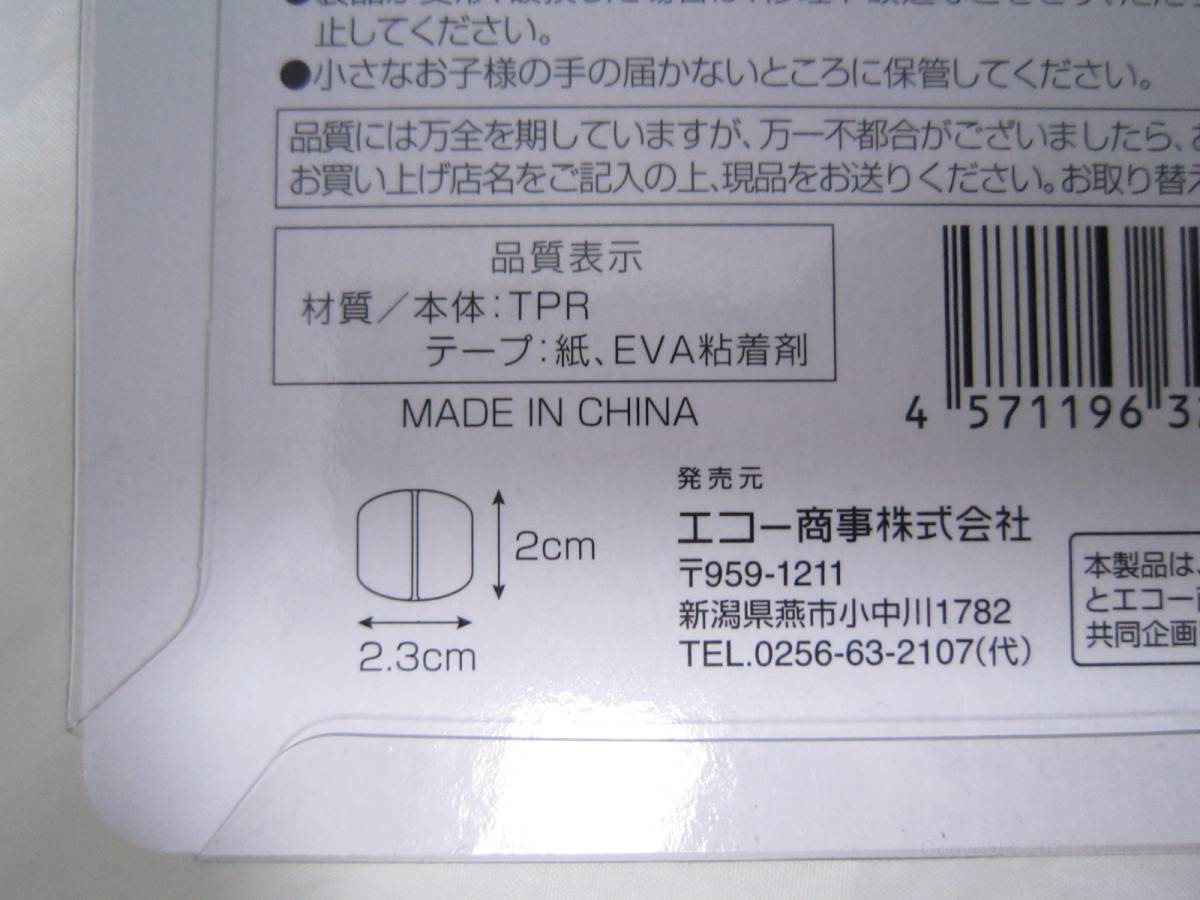 止してください。
●小さなお子様の手の届かないところに保管してください。
品質には万全を期していますが、万一不都合がございましたら、お
お買い上げ店名をご記入の上、現品をお送りください。お取り替え
品質表示
材質／本体：TPR
テープ：紙、EVA粘着剤
MADE IN CHINA
4 571196 32
2cm
2.3cm
発売元
エコー商事株式会社
〒959-1211
新潟県燕市小中川1782
TEL.0256-63-2107(代)
本製品は、
とエコー商
共同企画